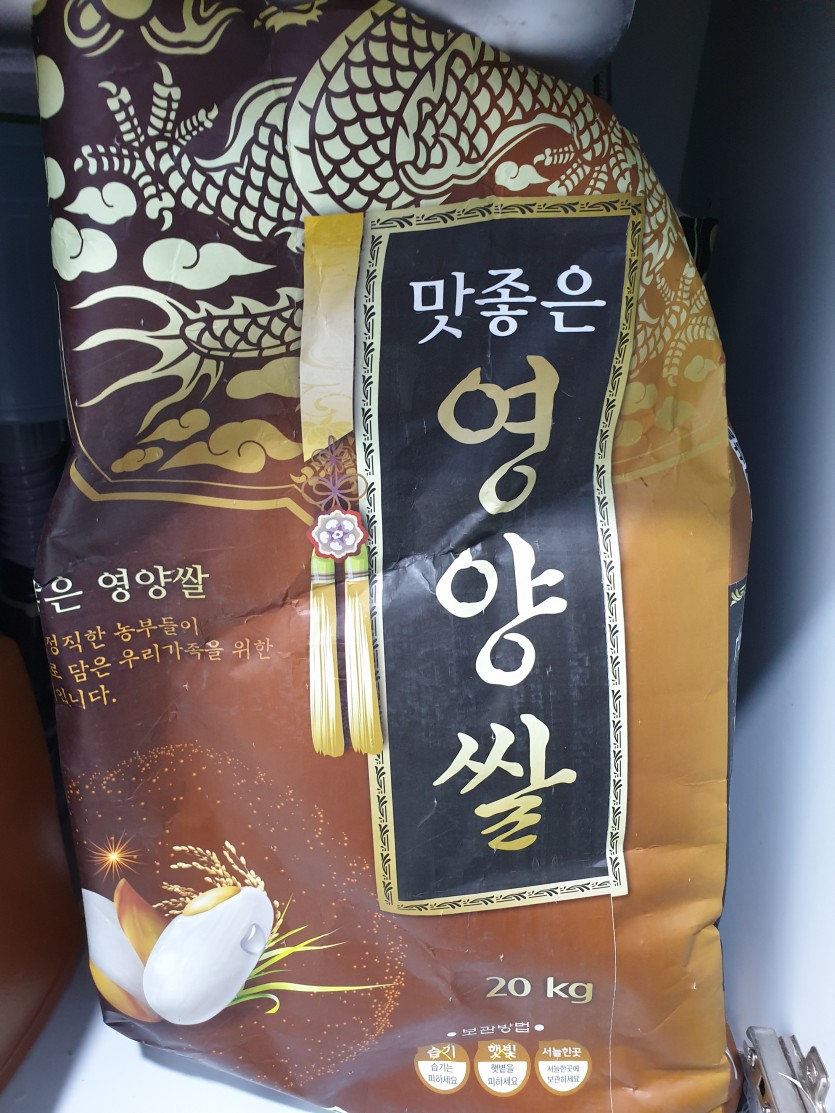 맛좋은
영양쌀
은 영양쌀
정직한 농부들이
로 담은 우리가족을 위한
입니다.
20 kg
• 보관방법 •
습기 햇빛 서늘한곳
습기는 햇볕을 서늘한곳에
피하세요 피하세요 보관하세요